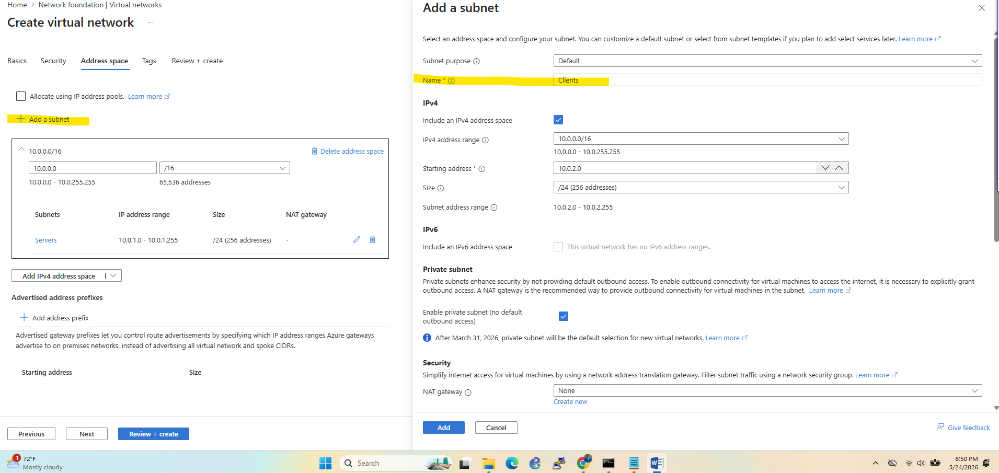 Home > Network foundation | Virtual networks
Create virtual network ...
Basics Security Address space Tags Review + create
Allocate using IP address pools. Learn more
+ Add a subnet
10.0.0.0/16 Delete address space
10.0.0.0 /16
10.0.0.0 - 10.0.255.255 65,536 addresses
Subnets IP address range Size NAT gateway
Servers 10.0.1.0 - 10.0.1.255 /24 (256 addresses) -
Add IPv4 address space |
Advertised address prefixes
+ Add address prefix
Advertised gateway prefixes let you control route advertisements by specifying which IP address ranges Azure gateways
advertise to on premises networks, instead of advertising all virtual network and spoke CIDRs.
Starting address Size
Previous Next Review + create
Add a subnet
Select an address space and configure your subnet. You can customize a default subnet or select from subnet templates if you plan to add select services later. Learn more
Subnet purpose Default
Name * Clients
IPv4
Include an IPv4 address space
IPv4 address range 10.0.0.0/16
10.0.0.0 - 10.0.255.255
Starting address * 10.0.2.0
Size /24 (256 addresses)
Subnet address range 10.0.2.0 - 10.0.2.255
IPv6
Include an IPv6 address space This virtual network has no IPv6 address ranges.
Private subnet
Private subnets enhance security by not providing default outbound access. To enable outbound connectivity for virtual machines to access the internet, it is necessary to explicitly grant
outbound access. A NAT gateway is the recommended way to provide outbound connectivity for virtual machines in the subnet. Learn more
Enable private subnet (no default
outbound access)
After March 31, 2026, private subnet will be the default selection for new virtual networks. Learn more
Security
Simplify internet access for virtual machines by using a network address translation gateway. Filter subnet traffic using a network security group. Learn more
NAT gateway None
Create new
Add Cancel
Give feedback
1
72°F
Mostly cloudy
Search
8:50 PM
5/24/2026